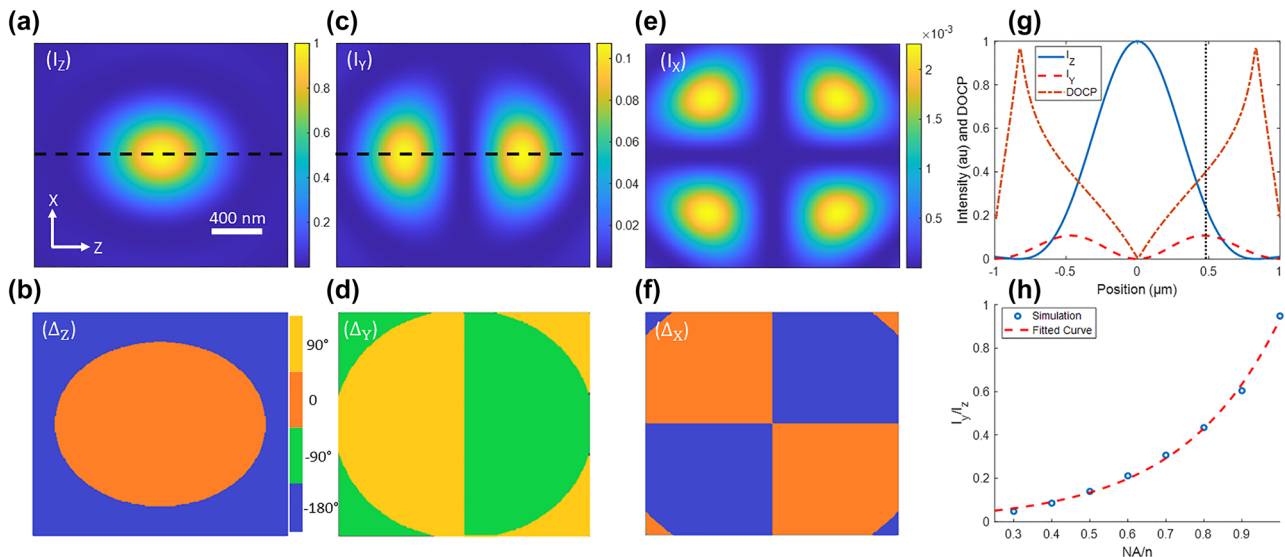 (a)
(I_Z)
X
Z
400 nm
1
0.8
0.6
0.4
0.2
(c)
(I_Y)
0.1
0.08
0.06
0.04
0.02
(e)
(I_X)
×10⁻³
2
1.5
1
0.5
(g)
I_Z
I_Y
DOCP
Intensity (au) and DOCP
1
0.8
0.6
0.4
0.2
0
-1
-0.5
0
0.5
1
Position (µm)
(b)
(Δ_Z)
90°
0
-90°
-180°
(d)
(Δ_Y)
(f)
(Δ_X)
(h)
Simulation
Fitted Curve
I_y/I_z
1
0.8
0.6
0.4
0.2
0
0.3
0.4
0.5
0.6
0.7
0.8
0.9
NA/n